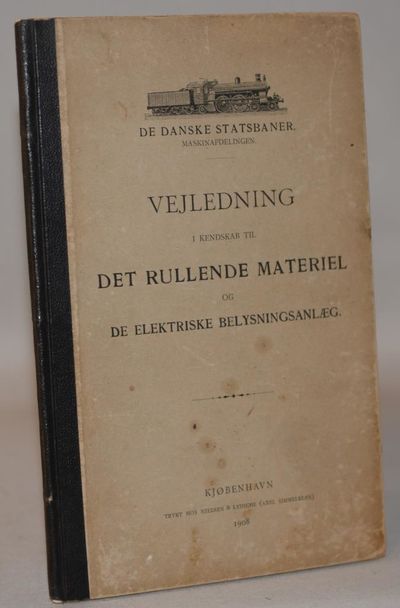 DE DANSKE STATSBANER.
MASKINAFDELINGEN.
VEJLEDNING
I KENDSKAB TIL
DET RULLENDE MATERIEL
OG
DE ELEKTRISKE BELYSNINGSANLÆG.
KJØBENHAVN
TRYKT HOS NIELSEN & LYDICHE (AXEL SIMMELKIÆR)
1908